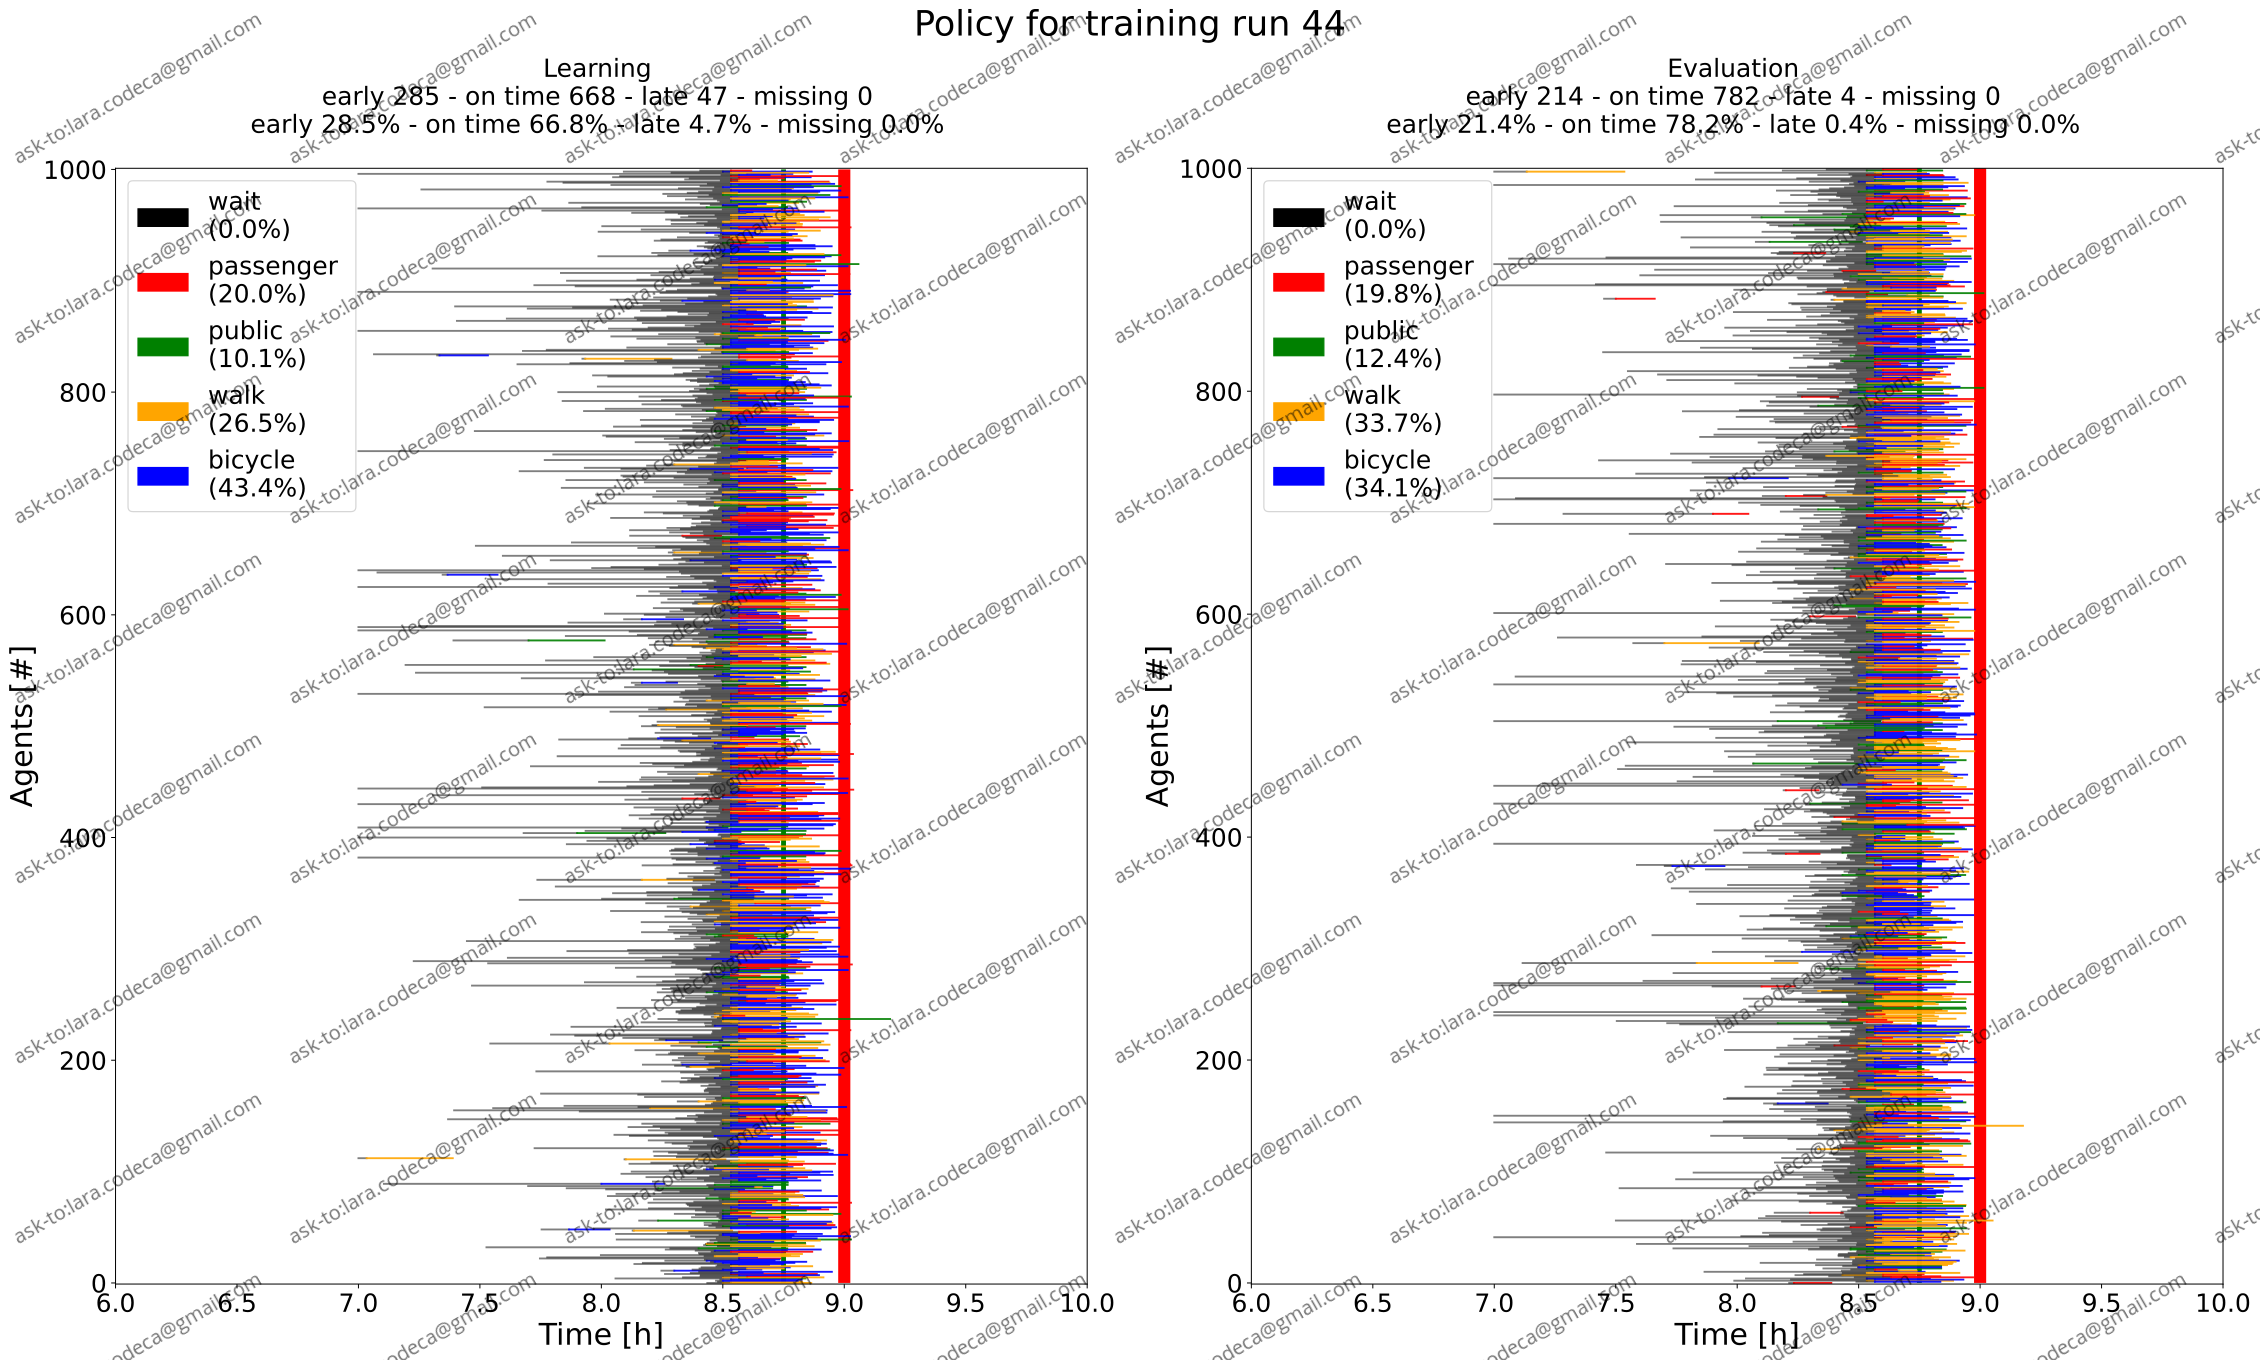 Policy for training run 44
Learning
early 285 - on time 668 - late 47 - missing 0
early 28.5% - on time 66.8% - late 4.7% - missing 0.0%
1000
800
600
400
200
0
Agents [#]
wait
(0.0%)
passenger
(20.0%)
public
(10.1%)
walk
(26.5%)
bicycle
(43.4%)
6.0 6.5 7.0 7.5 8.0 8.5 9.0 9.5 10.0
Time [h]
Evaluation
early 214 - on time 782 - late 4 - missing 0
early 21.4% - on time 78.2% - late 0.4% - missing 0.0%
1000
800
600
400
200
0
Agents [#]
wait
(0.0%)
passenger
(19.8%)
public
(12.4%)
walk
(33.7%)
bicycle
(34.1%)
6.0 6.5 7.0 7.5 8.0 8.5 9.0 9.5 10.0
Time [h]
ask-to:lara.codeca@gmail.com